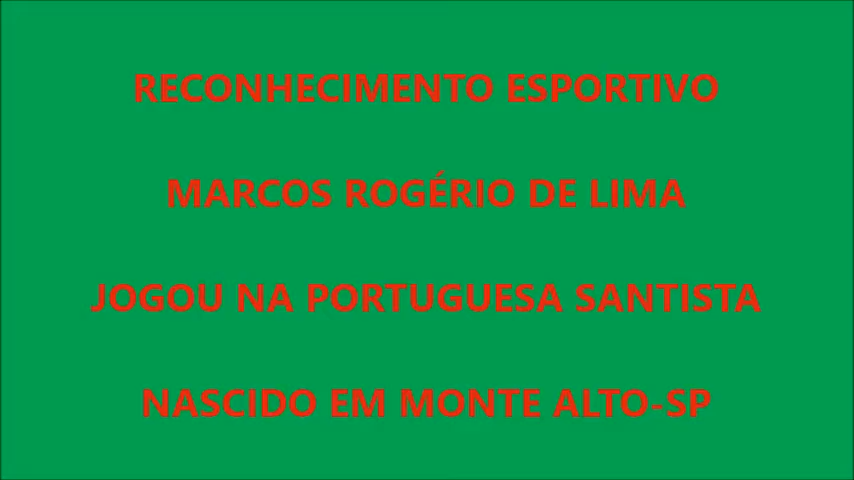 RECONHECIMENTO ESPORTIVO
MARCOS ROGÉRIO DE LIMA
JOGOU NA PORTUGUESA SANTISTA
NASCIDO EM MONTE ALTO-SP